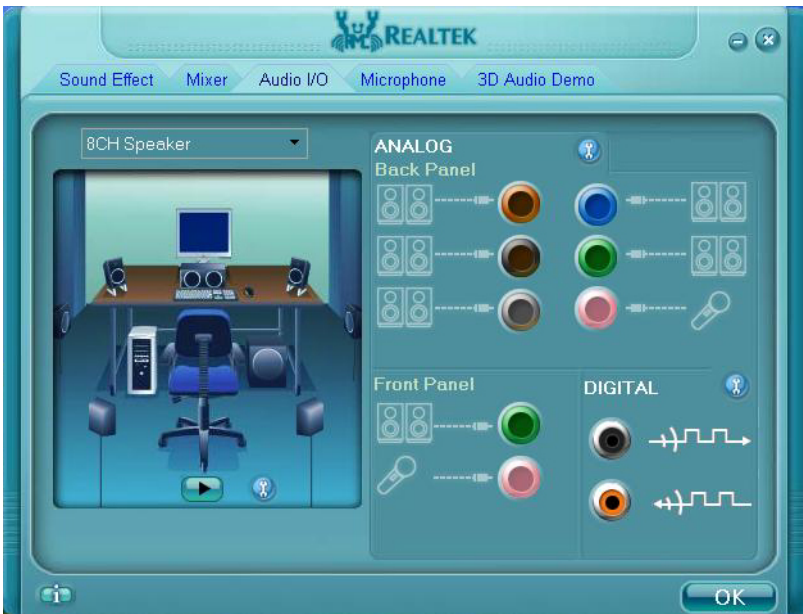 REALTEK
Sound Effect
Mixer
Audio I/O
Microphone
3D Audio Demo
8CH Speaker
ANALOG
Back Panel
Front Panel
DIGITAL
OK